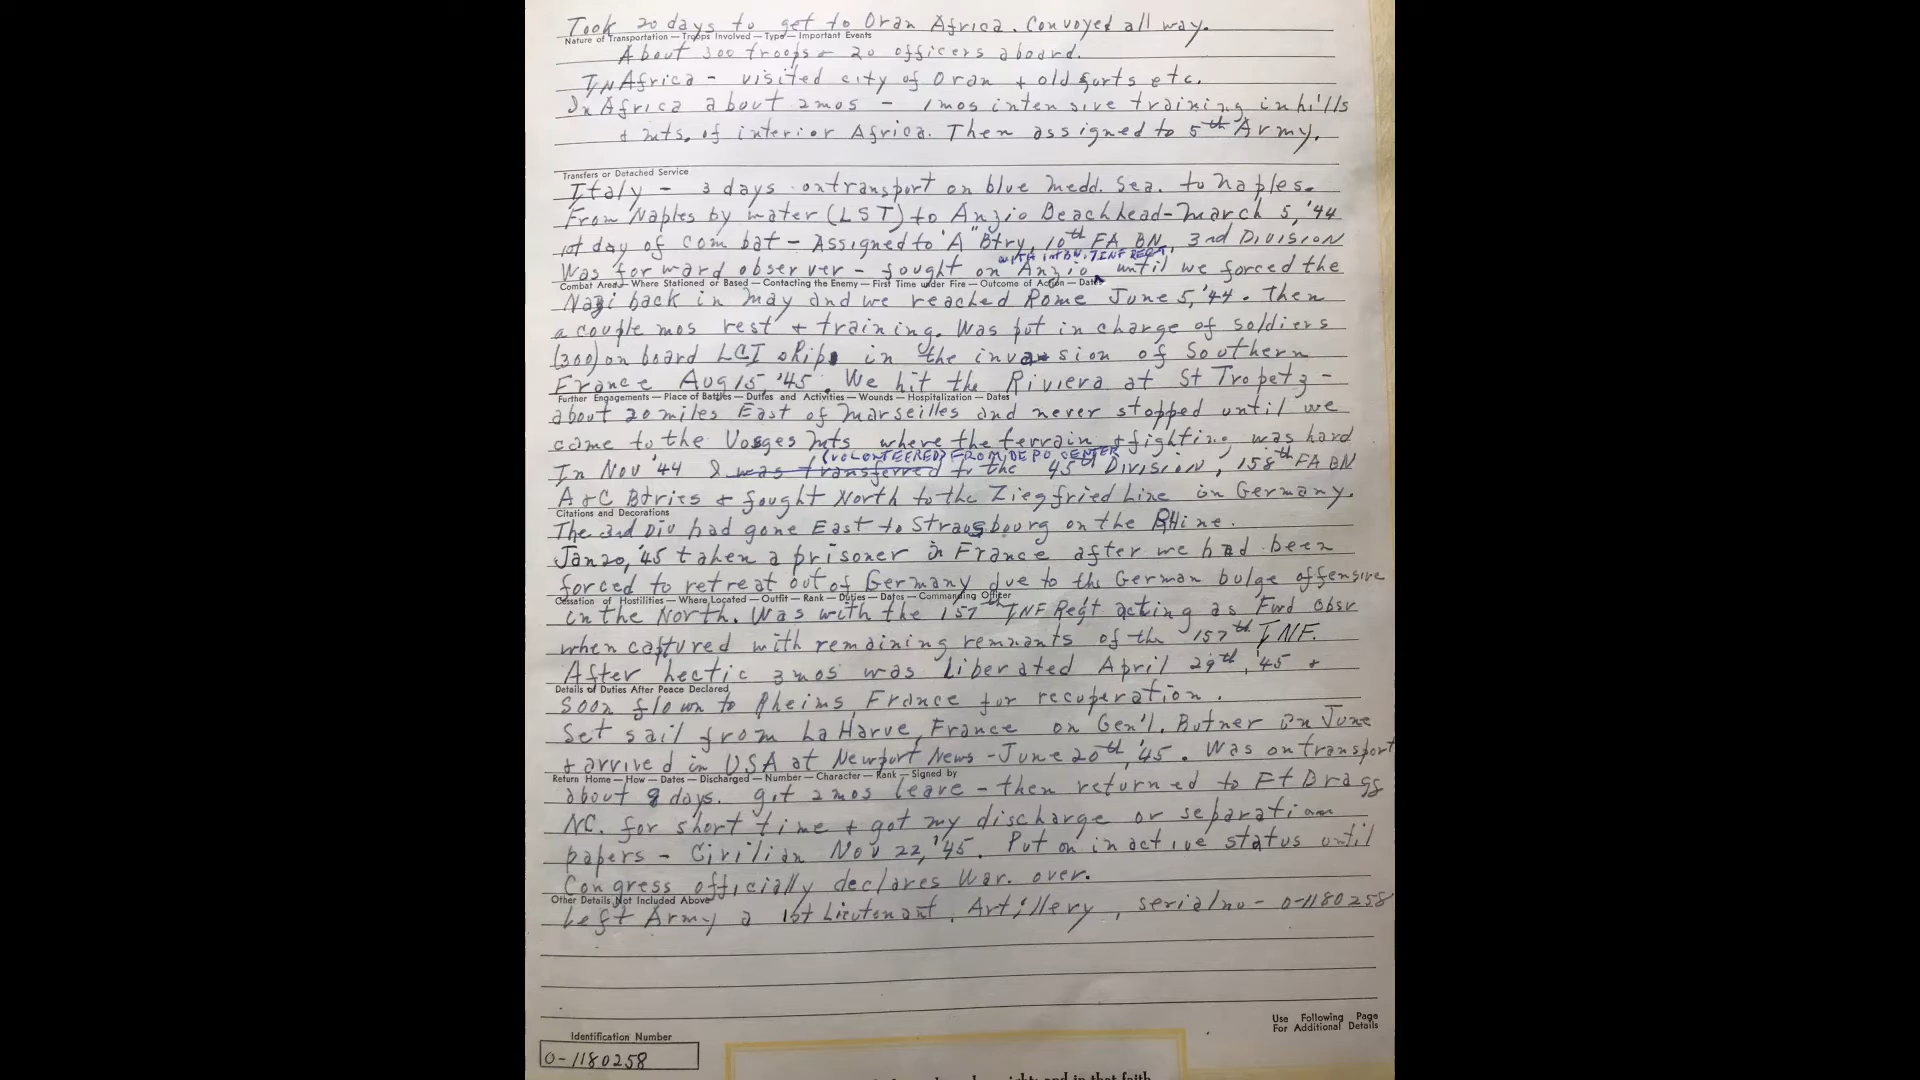 Took 20 days to get to Oran Africa. Convoyed all way.
Nature of Transportation — Troops Involved — Type — Important Events
About 300 troops + 20 officers aboard.
IN Africa - visited city of Oran + old forts etc.
In Africa about 2mos - 1mos intensive training in hills
+ mts. of interior Africa. Then assigned to 5th Army.
Transfers or Detached Service
Italy - 3 days on transport on blue Medd. Sea. to Naples.
From Naples by water (LST) to Anzio Beachhead - March 5, '44
1st day of combat - Assigned to "A" Btry, 10th FA BN, 3rd DIVISION
WITH 1st BN, 7 INF REGT,
Was forward observer - fought on Anzio until we forced the
Combat Area — Where Stationed or Based — Contacting the Enemy — First Time under Fire — Outcome of Action — Dates
Nazi back in May and we reached Rome June 5, '44. Then
a couple mos rest + training. Was put in charge of soldiers
(300) on board LCI ships in the invasion of Southern
France Aug 15, '45. We hit the Riviera at St Tropetz -
Further Engagements — Place of Battles — Duties and Activities — Wounds — Hospitalization — Dates
about 20 miles East of Marseilles and never stopped until we
came to the Vosges Mts where the terrain + fighting was hard
(VOLUNTEERED) FROM DEPO CENTER
In Nov '44 I was transferred to the 45th DIVISION, 158th FA BN
A+C Btries + fought North to the Ziegfried Line in Germany.
Citations and Decorations
The 3rd Div had gone East to Strausbourg on the RHine.
Jan 20, '45 taken a prisoner in France after we had been
forced to retreat out of Germany due to the German bulge offensive
Cessation of Hostilities — Where Located — Outfit — Rank — Duties — Dates — Commanding Officer
in the North. Was with the 157th INF Reg't acting as Fwd Obsr
when captured with remaining remnants of the 157th INF.
After hectic 3mos was liberated April 29th, '45 +
Details of Duties After Peace Declared
soon flown to Rheims, France for recuperation.
Set sail from La Harve, France on Gen'l. Butner on June
+ arrived in USA at Newport News - June 20th, '45. Was on transport
Return Home — How — Dates — Discharged — Number — Character — Rank — Signed by
about 8 days. got 2 mos leave - then returned to Ft Bragg
NC. for short time + got my discharge or separation
papers - Civilian Nov 22, '45. Put on inactive status until
Congress officially declares War. over.
Other Details Not Included Above
Left Army a 1st Lieutenant, Artillery, serial no - 0-1180258
Use Following Page
For Additional Details
Identification Number
0-1180258
and in that faith